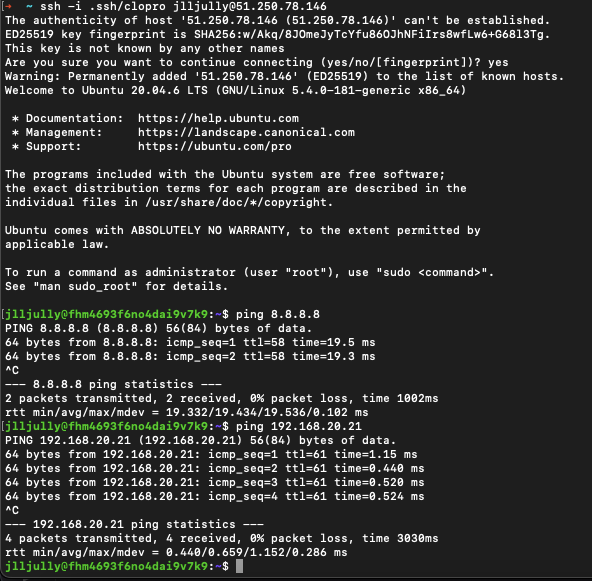 [➜  ~ ssh -i .ssh/clopro jlljully@51.250.78.146
The authenticity of host '51.250.78.146 (51.250.78.146)' can't be established.
ED25519 key fingerprint is SHA256:w/Akq/8JOmeJyTcYfu86OJhNFiIrs8wfLw6+G68l3Tg.
This key is not known by any other names
Are you sure you want to continue connecting (yes/no/[fingerprint])? yes
Warning: Permanently added '51.250.78.146' (ED25519) to the list of known hosts.
Welcome to Ubuntu 20.04.6 LTS (GNU/Linux 5.4.0-181-generic x86_64)

 * Documentation:  https://help.ubuntu.com
 * Management:     https://landscape.canonical.com
 * Support:        https://ubuntu.com/pro

The programs included with the Ubuntu system are free software;
the exact distribution terms for each program are described in the
individual files in /usr/share/doc/*/copyright.

Ubuntu comes with ABSOLUTELY NO WARRANTY, to the extent permitted by
applicable law.

To run a command as administrator (user "root"), use "sudo <command>".
See "man sudo_root" for details.

[jlljully@fhm4693f6no4dai9v7k9:~$ ping 8.8.8.8
PING 8.8.8.8 (8.8.8.8) 56(84) bytes of data.
64 bytes from 8.8.8.8: icmp_seq=1 ttl=58 time=19.5 ms
64 bytes from 8.8.8.8: icmp_seq=2 ttl=58 time=19.3 ms
^C
--- 8.8.8.8 ping statistics ---
2 packets transmitted, 2 received, 0% packet loss, time 1002ms
rtt min/avg/max/mdev = 19.332/19.434/19.536/0.102 ms
[jlljully@fhm4693f6no4dai9v7k9:~$ ping 192.168.20.21
PING 192.168.20.21 (192.168.20.21) 56(84) bytes of data.
64 bytes from 192.168.20.21: icmp_seq=1 ttl=61 time=1.15 ms
64 bytes from 192.168.20.21: icmp_seq=2 ttl=61 time=0.440 ms
64 bytes from 192.168.20.21: icmp_seq=3 ttl=61 time=0.520 ms
64 bytes from 192.168.20.21: icmp_seq=4 ttl=61 time=0.524 ms
^C
--- 192.168.20.21 ping statistics ---
4 packets transmitted, 4 received, 0% packet loss, time 3030ms
rtt min/avg/max/mdev = 0.440/0.659/1.152/0.286 ms
jlljully@fhm4693f6no4dai9v7k9:~$